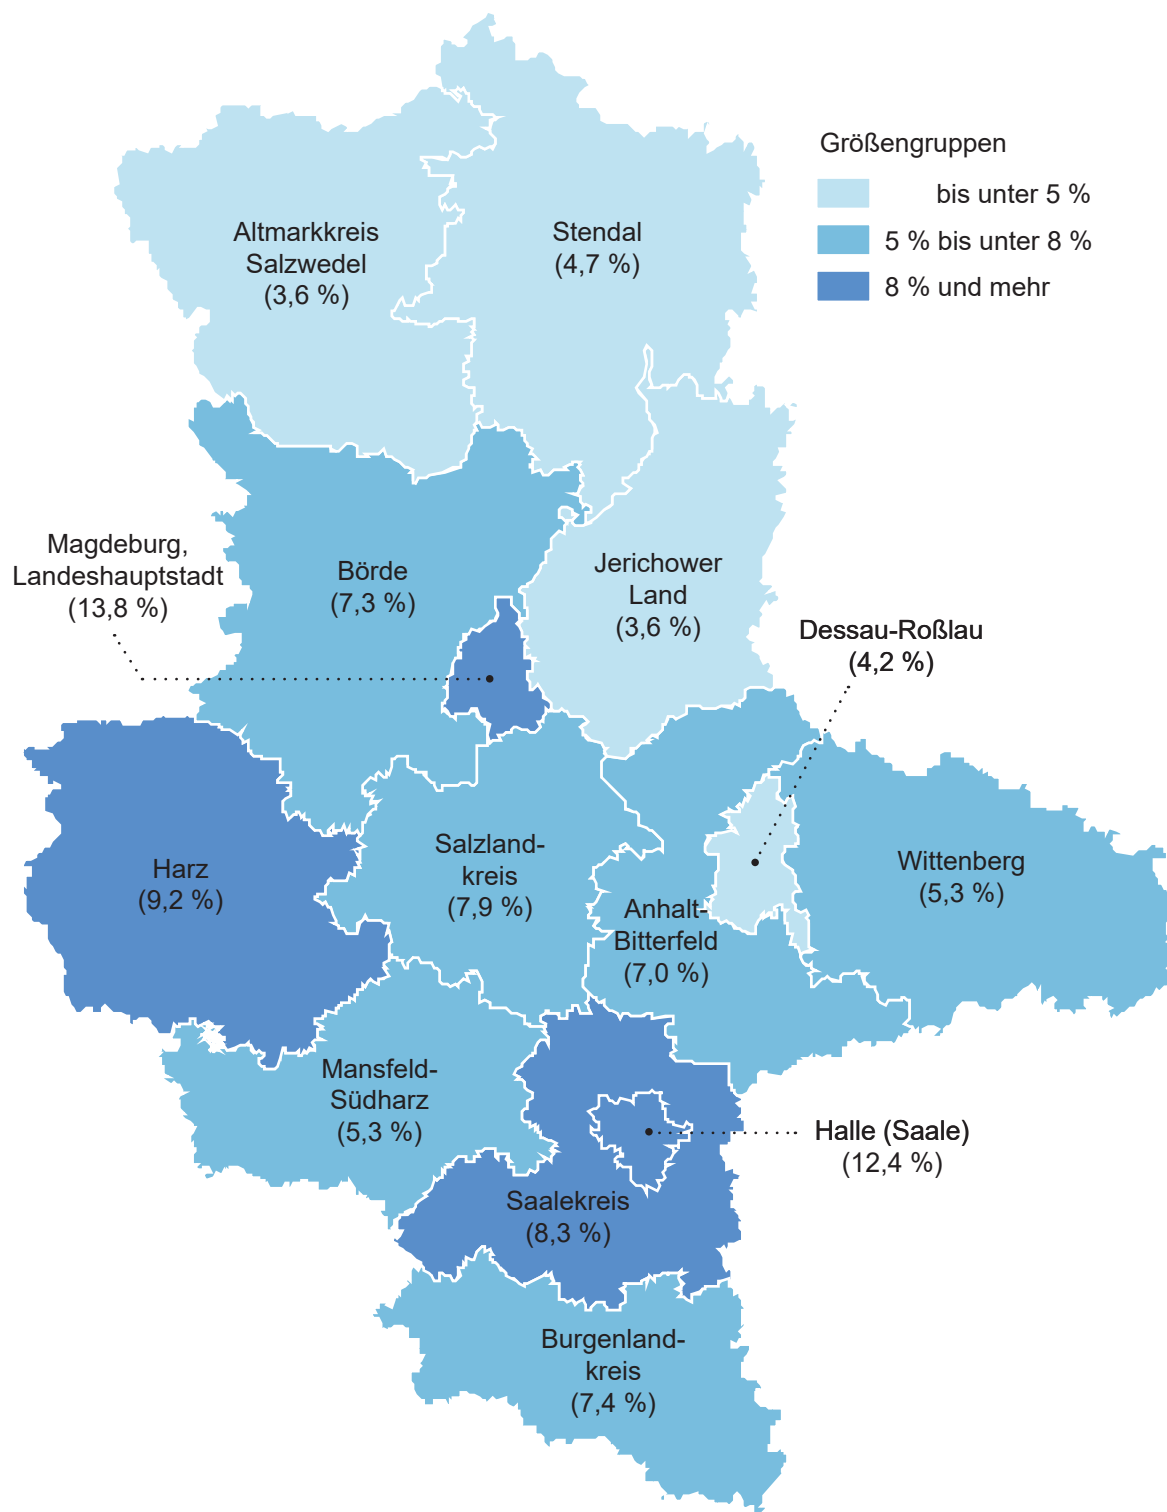 Größengruppen
bis unter 5 %
5 % bis unter 8 %
8 % und mehr
Altmarkkreis
Salzwedel
(3,6 %)
Stendal
(4,7 %)
Magdeburg,
Landeshauptstadt
(13,8 %)
Börde
(7,3 %)
Jerichower
Land
(3,6 %)
Dessau-Roßlau
(4,2 %)
Harz
(9,2 %)
Salzland-
kreis
(7,9 %)
Anhalt-
Bitterfeld
(7,0 %)
Wittenberg
(5,3 %)
Mansfeld-
Südharz
(5,3 %)
Halle (Saale)
(12,4 %)
Saalekreis
(8,3 %)
Burgenland-
kreis
(7,4 %)